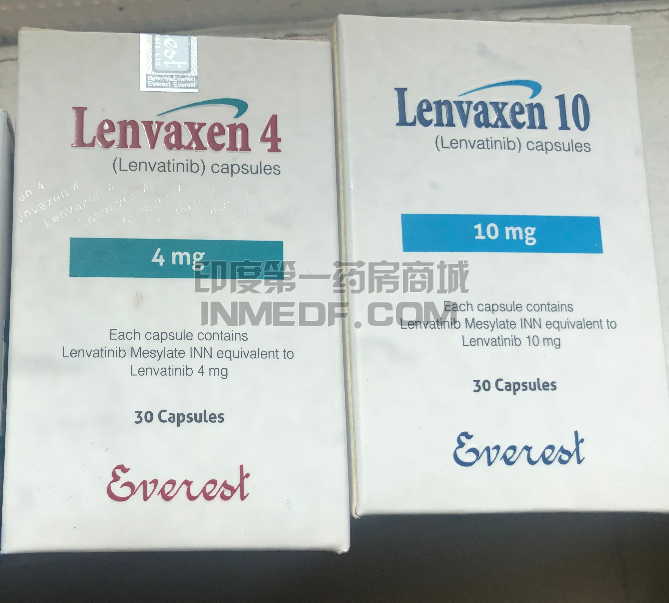 Everest Everest
Lenvaxen 4
(Lenvatinib) capsules
4 mg
Each capsule contains
Lenvatinib Mesylate INN equivalent to
Lenvatinib 4 mg
30 Capsules
Everest
Lenvaxen 10
(Lenvatinib) capsules
10 mg
Each capsule contains
Lenvatinib Mesylate INN equivalent to
Lenvatinib 10 mg
30 Capsules
Everest
印度第一药房商城
INMEDF.COM